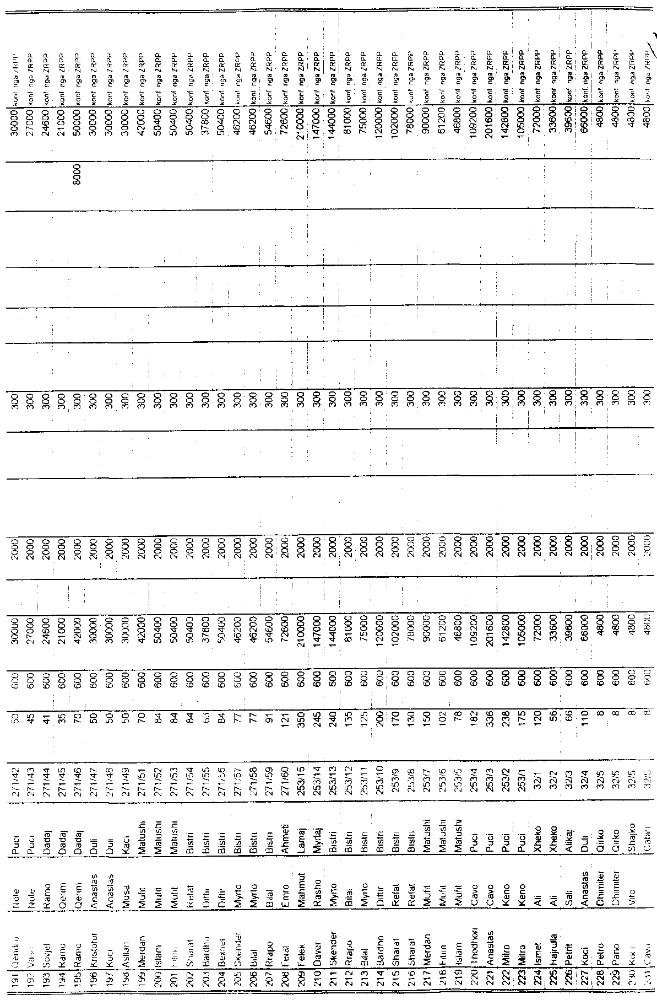 191 Qendro Note Puci 271/42 50 600 30000 2000 300 30000 konf nga ZRPP
192 Note Puci 271/43 45 600 27000 2000 300 27000 konf nga ZRPP
193 Sovjet Ramo Dadaj 271/44 41 600 24600 2000 300 24600 konf nga ZRPP
194 Ramo Qerim Dadaj 271/45 35 600 21000 2000 300 21000 konf nga ZRPP
195 Ramo Qerim Dadaj 271/46 70 600 42000 2000 300 8000 50000 konf nga ZRPP
196 Kristofor Anastas Duli 271/47 50 600 30000 2000 300 30000 konf nga ZRPP
197 Koci Anastas Duli 271/48 50 600 30000 2000 300 30000 konf nga ZRPP
198 Asllan Musa Kaci 271/49 50 600 30000 2000 300 30000 konf nga ZRPP
199 Merdan Mufit Matushi 271/51 70 600 42000 2000 300 42000 konf nga ZRPP
200 Islam Mufit Matushi 271/52 84 600 50400 2000 300 50400 konf nga ZRPP
201 Fitim Mufit Matushi 271/53 84 600 50400 2000 300 50400 konf nga ZRPP
202 Sharaf Refat Bistri 271/54 84 600 50400 2000 300 50400 konf nga ZRPP
203 Bardho Diftir Bistri 271/55 63 600 37800 2000 300 37800 konf nga ZRPP
204 Diftir Bistri 271/56 84 600 50400 2000 300 50400 konf nga ZRPP
205 Skender Myrto Bistri 271/57 77 600 46200 2000 300 46200 konf nga ZRPP
206 Bilal Myrto Bistri 271/58 77 600 46200 2000 300 46200 konf nga ZRPP
207 Rrapo Bilal Bistri 271/59 91 600 54600 2000 300 54600 konf nga ZRPP
208 Feral Emro Ahmeti 271/60 121 600 72600 2000 300 72600 konf nga ZRPP
209 Felek Mahmut Lamaj 253/15 350 600 210000 2000 300 210000 konf nga ZRPP
210 Daver Rasho Myrtaj 253/14 245 600 147000 2000 300 147000 konf nga ZRPP
211 Skender Myrto Bistri 253/13 240 600 144000 2000 300 144000 konf nga ZRPP
212 Rrapo Bilal Bistri 253/12 135 600 81000 2000 300 81000 konf nga ZRPP
213 Bilal Myrto Bistri 253/11 125 600 75000 2000 300 75000 konf nga ZRPP
214 Bardho Diftir Bistri 253/10 200 600 120000 2000 300 120000 konf nga ZRPP
215 Sharaf Refat Bistri 253/9 170 600 102000 2000 300 102000 konf nga ZRPP
216 Sharaf Refat Bistri 253/8 130 600 78000 2000 300 78000 konf nga ZRPP
217 Merdan Mufit Matushi 253/7 150 600 90000 2000 300 90000 konf nga ZRPP
218 Fitim Mufit Matushi 253/6 102 600 61200 2000 300 61200 konf nga ZRPP
219 Islam Mufit Matushi 253/5 78 600 46800 2000 300 46800 konf nga ZRPP
220 Thodhori Cavo Puci 253/4 182 600 109200 2000 300 109200 konf nga ZRPP
221 Anastas Cavo Puci 253/3 336 600 201600 2000 300 201600 konf nga ZRPP
222 Mitro Keno Puci 253/2 238 600 142800 2000 300 142800 konf nga ZRPP
223 Mitro Keno Puci 253/1 175 600 105000 2000 300 105000 konf nga ZRPP
224 Ismet Ali Xheko 32/1 120 600 72000 2000 300 72000 konf nga ZRPP
225 Hajrulla Ali Xheko 32/2 56 600 33600 2000 300 33600 konf nga ZRPP
226 Petrit Sali Alikaj 32/3 66 600 39600 2000 300 39600 konf nga ZRPP
227 Koci Anastas Duli 32/4 110 600 66000 2000 300 66000 konf nga ZRPP
228 Petro Dhimiter Qirko 32/5 8 600 4800 2000 300 4800 konf nga ZRPP
229 Pano Dhimiter Qirko 32/5 8 600 4800 2000 300 4800 konf nga ZRPP
230 Koci Vito Shajko 32/5 8 600 4800 2000 300 4800 konf nga ZRPP
231 Cavo 32/5 8 600 4800 2000 300 4800 konf nga ZRPP